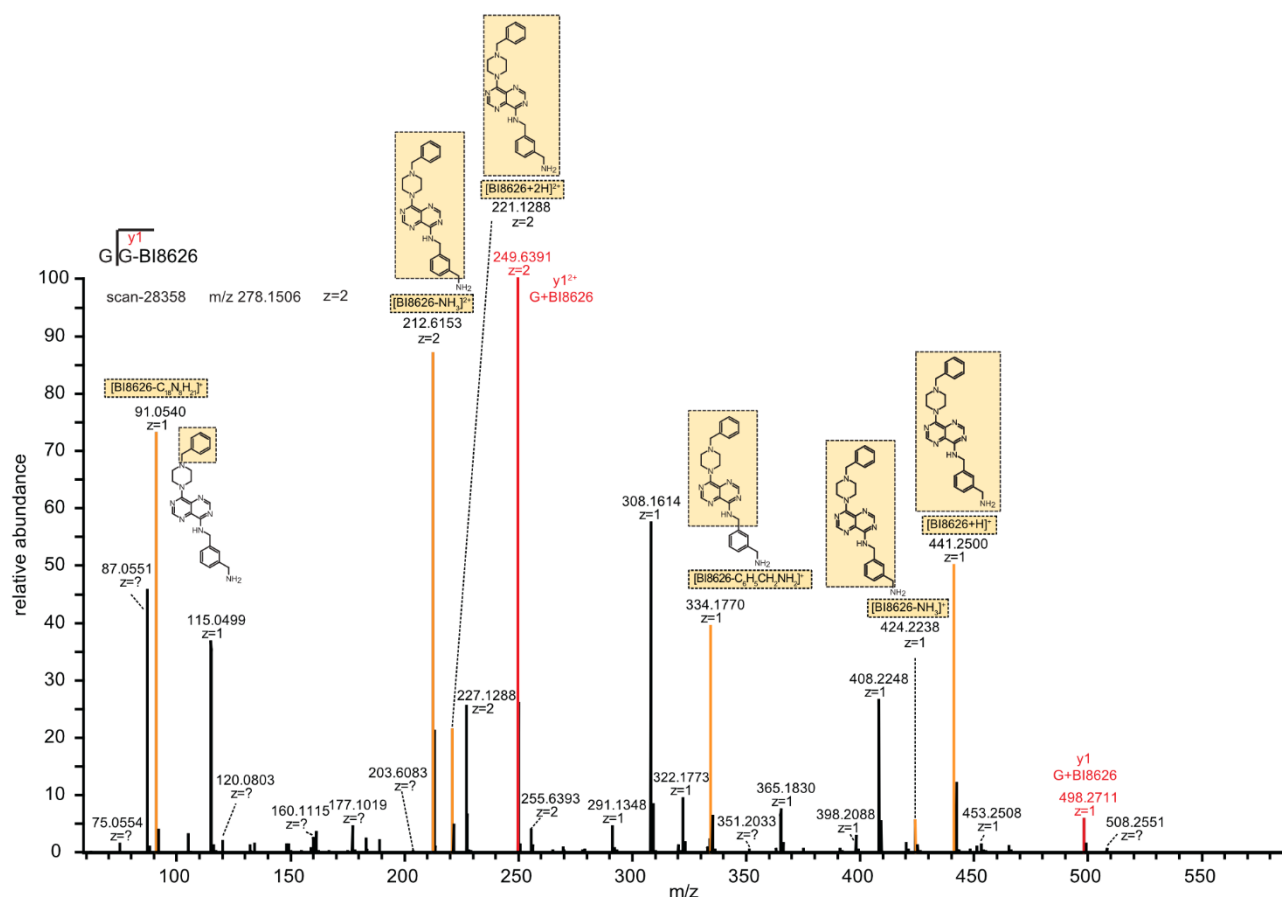 [BI8626+2H]²⁺
221.1288
z=2
y1
G G-BI8626
scan-28358 m/z 278.1506 z=2
[BI8626-NH₃]²⁺
212.6153
z=2
249.6391
z=2
y1²⁺
G+BI8626
[BI8626-C₁₈N₈H₂₁]⁺
91.0540
z=1
87.0551
z=?
115.0499
z=1
120.0803
z=?
75.0554
z=?
160.1115
z=?
177.1019
z=?
203.6083
z=?
227.1288
z=2
255.6393
z=2
291.1348
z=1
308.1614
z=1
322.1773
z=1
[BI8626-C₆H₅CH₂NH₂]⁺
334.1770
z=1
351.2033
z=?
365.1830
z=1
398.2088
z=1
408.2248
z=1
[BI8626-NH₃]⁺
424.2238
z=1
[BI8626+H]⁺
441.2500
z=1
453.2508
z=1
y1
G+BI8626
498.2711
z=1
508.2551
z=?
relative abundance
100
90
80
70
60
50
40
30
20
10
0
100 150 200 250 300 350 400 450 500 550
m/z